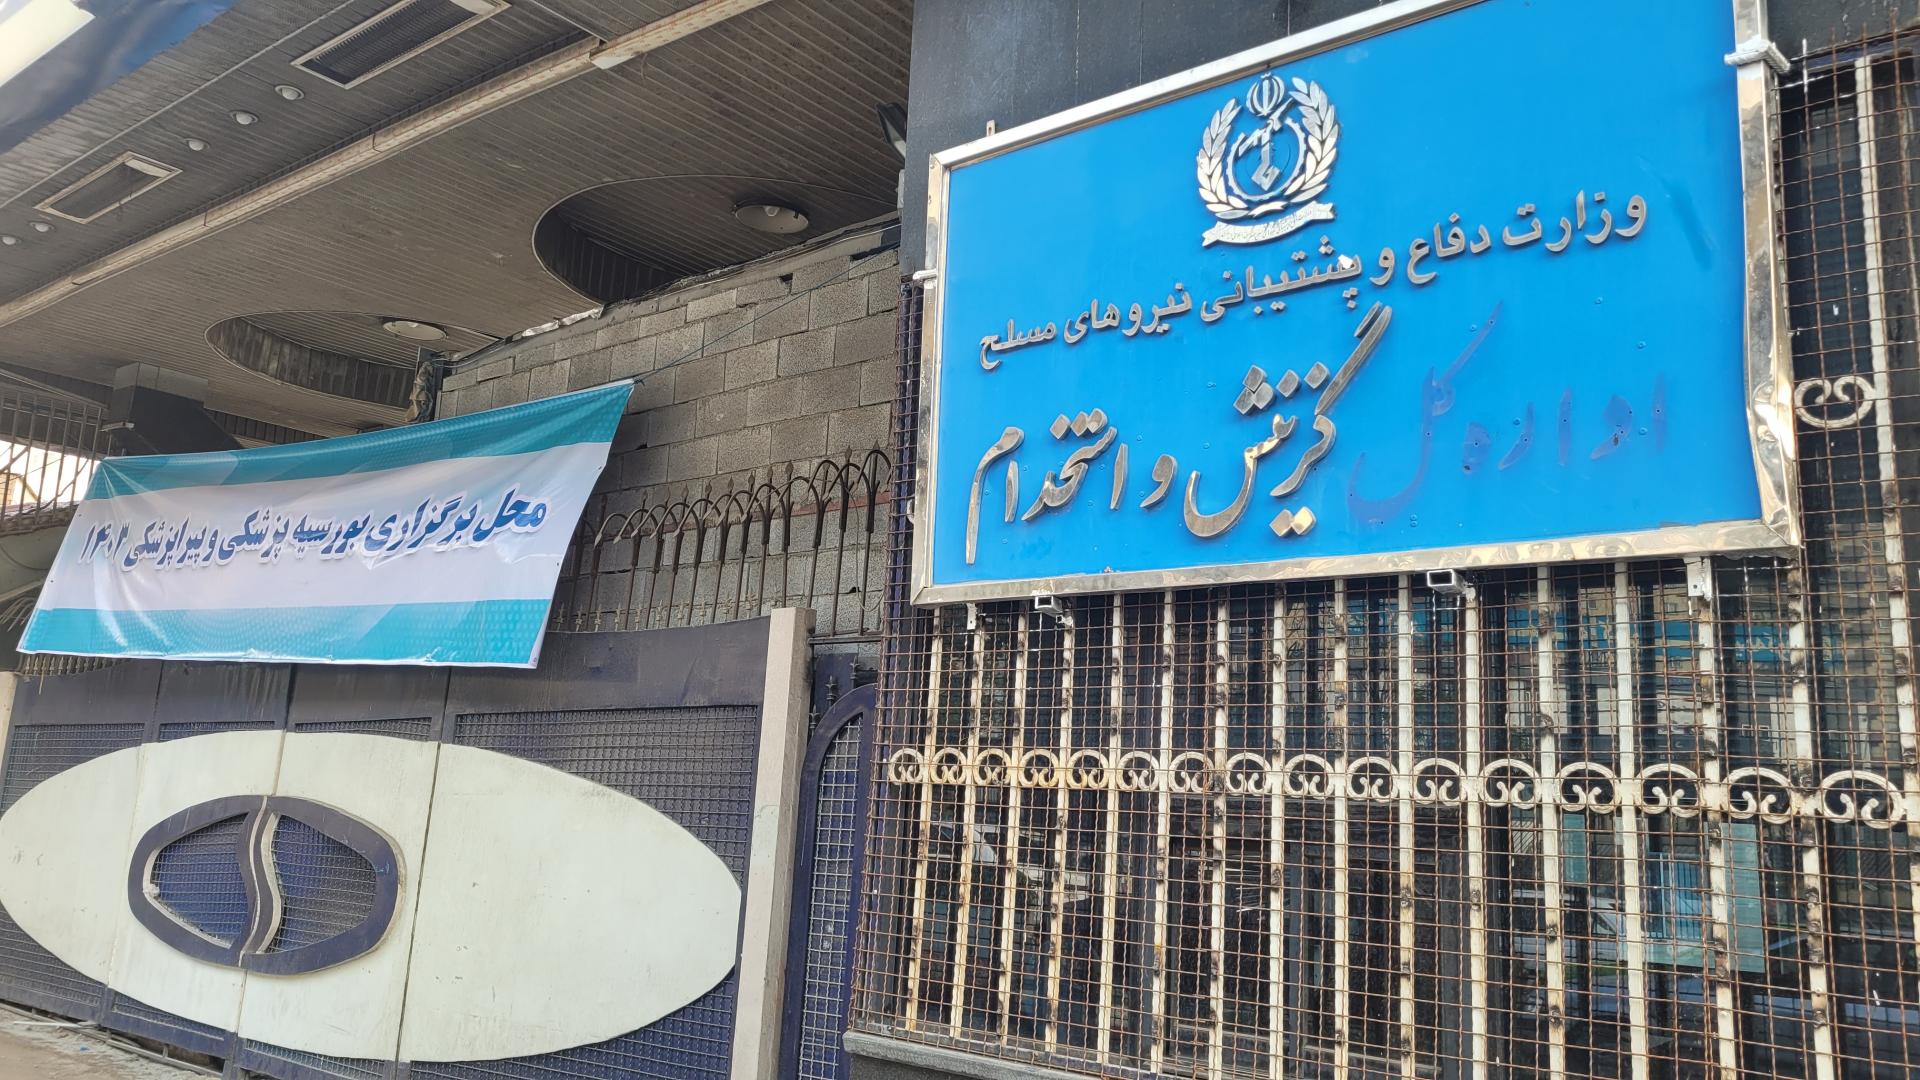 وزارت دفاع و پشتیبانی نیروهای مسلح
اداره کل گزینش و استخدام
محل برگزاری بورسیه پزشکی و پیراپزشکی ۱۴۰۳